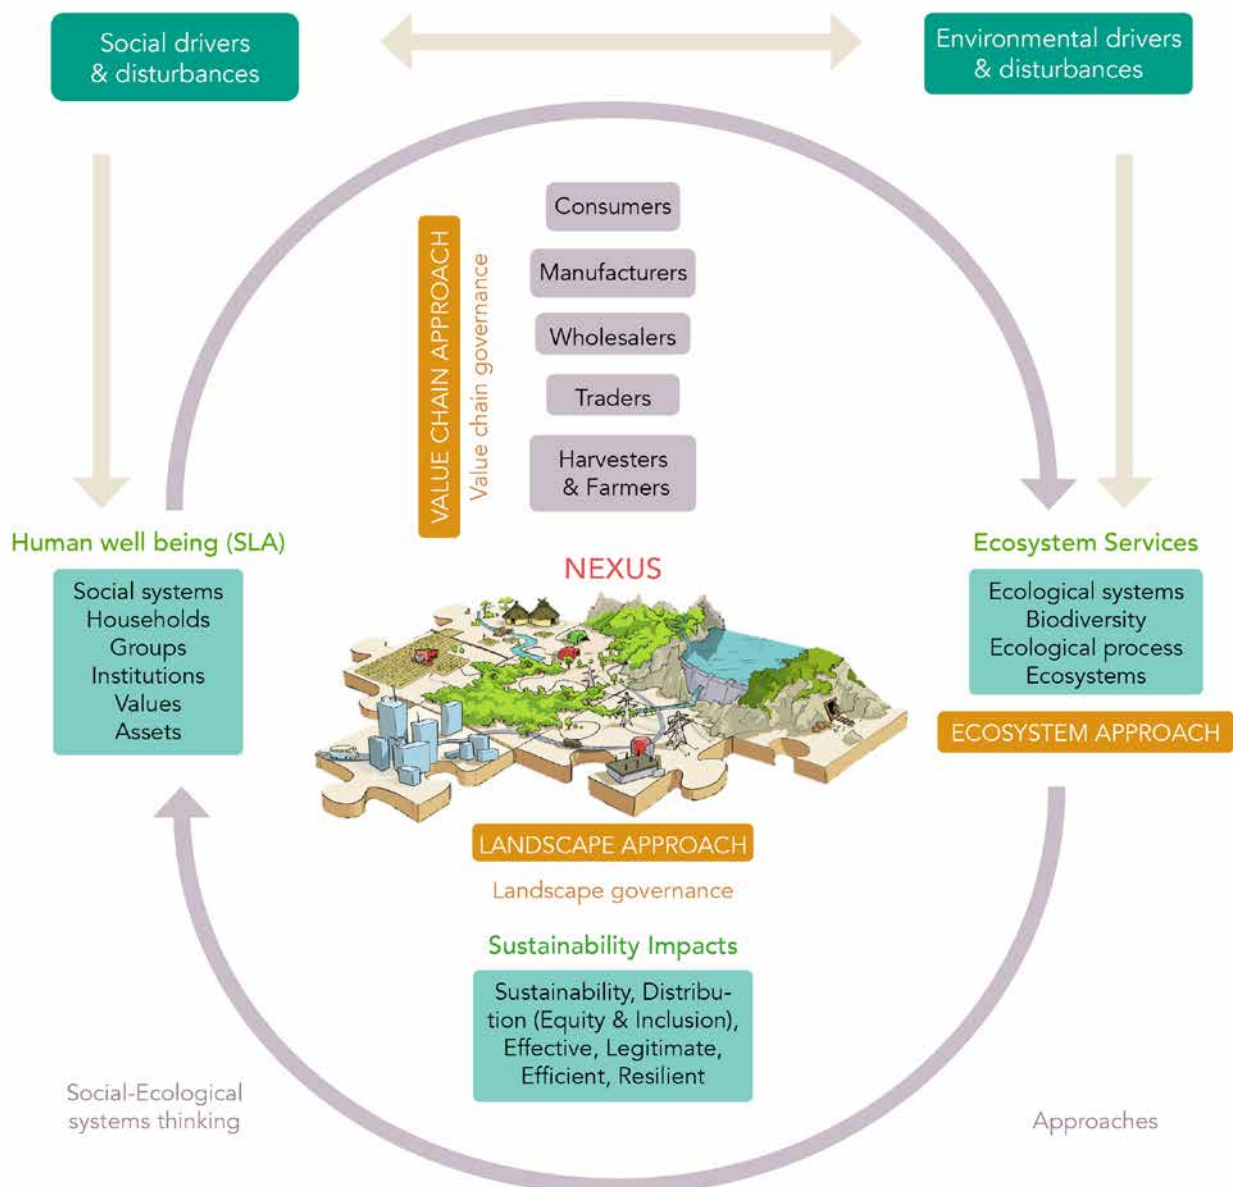 Social drivers
& disturbances
Environmental drivers
& disturbances
VALUE CHAIN APPROACH
Value chain governance
Consumers
Manufacturers
Wholesalers
Traders
Harvesters
& Farmers
Human well being (SLA)
Social systems
Households
Groups
Institutions
Values
Assets
NEXUS
Ecosystem Services
Ecological systems
Biodiversity
Ecological process
Ecosystems
ECOSYSTEM APPROACH
LANDSCAPE APPROACH
Landscape governance
Sustainability Impacts
Sustainability, Distribu-
tion (Equity & Inclusion),
Effective, Legitimate,
Efficient, Resilient
Social-Ecological
systems thinking
Approaches